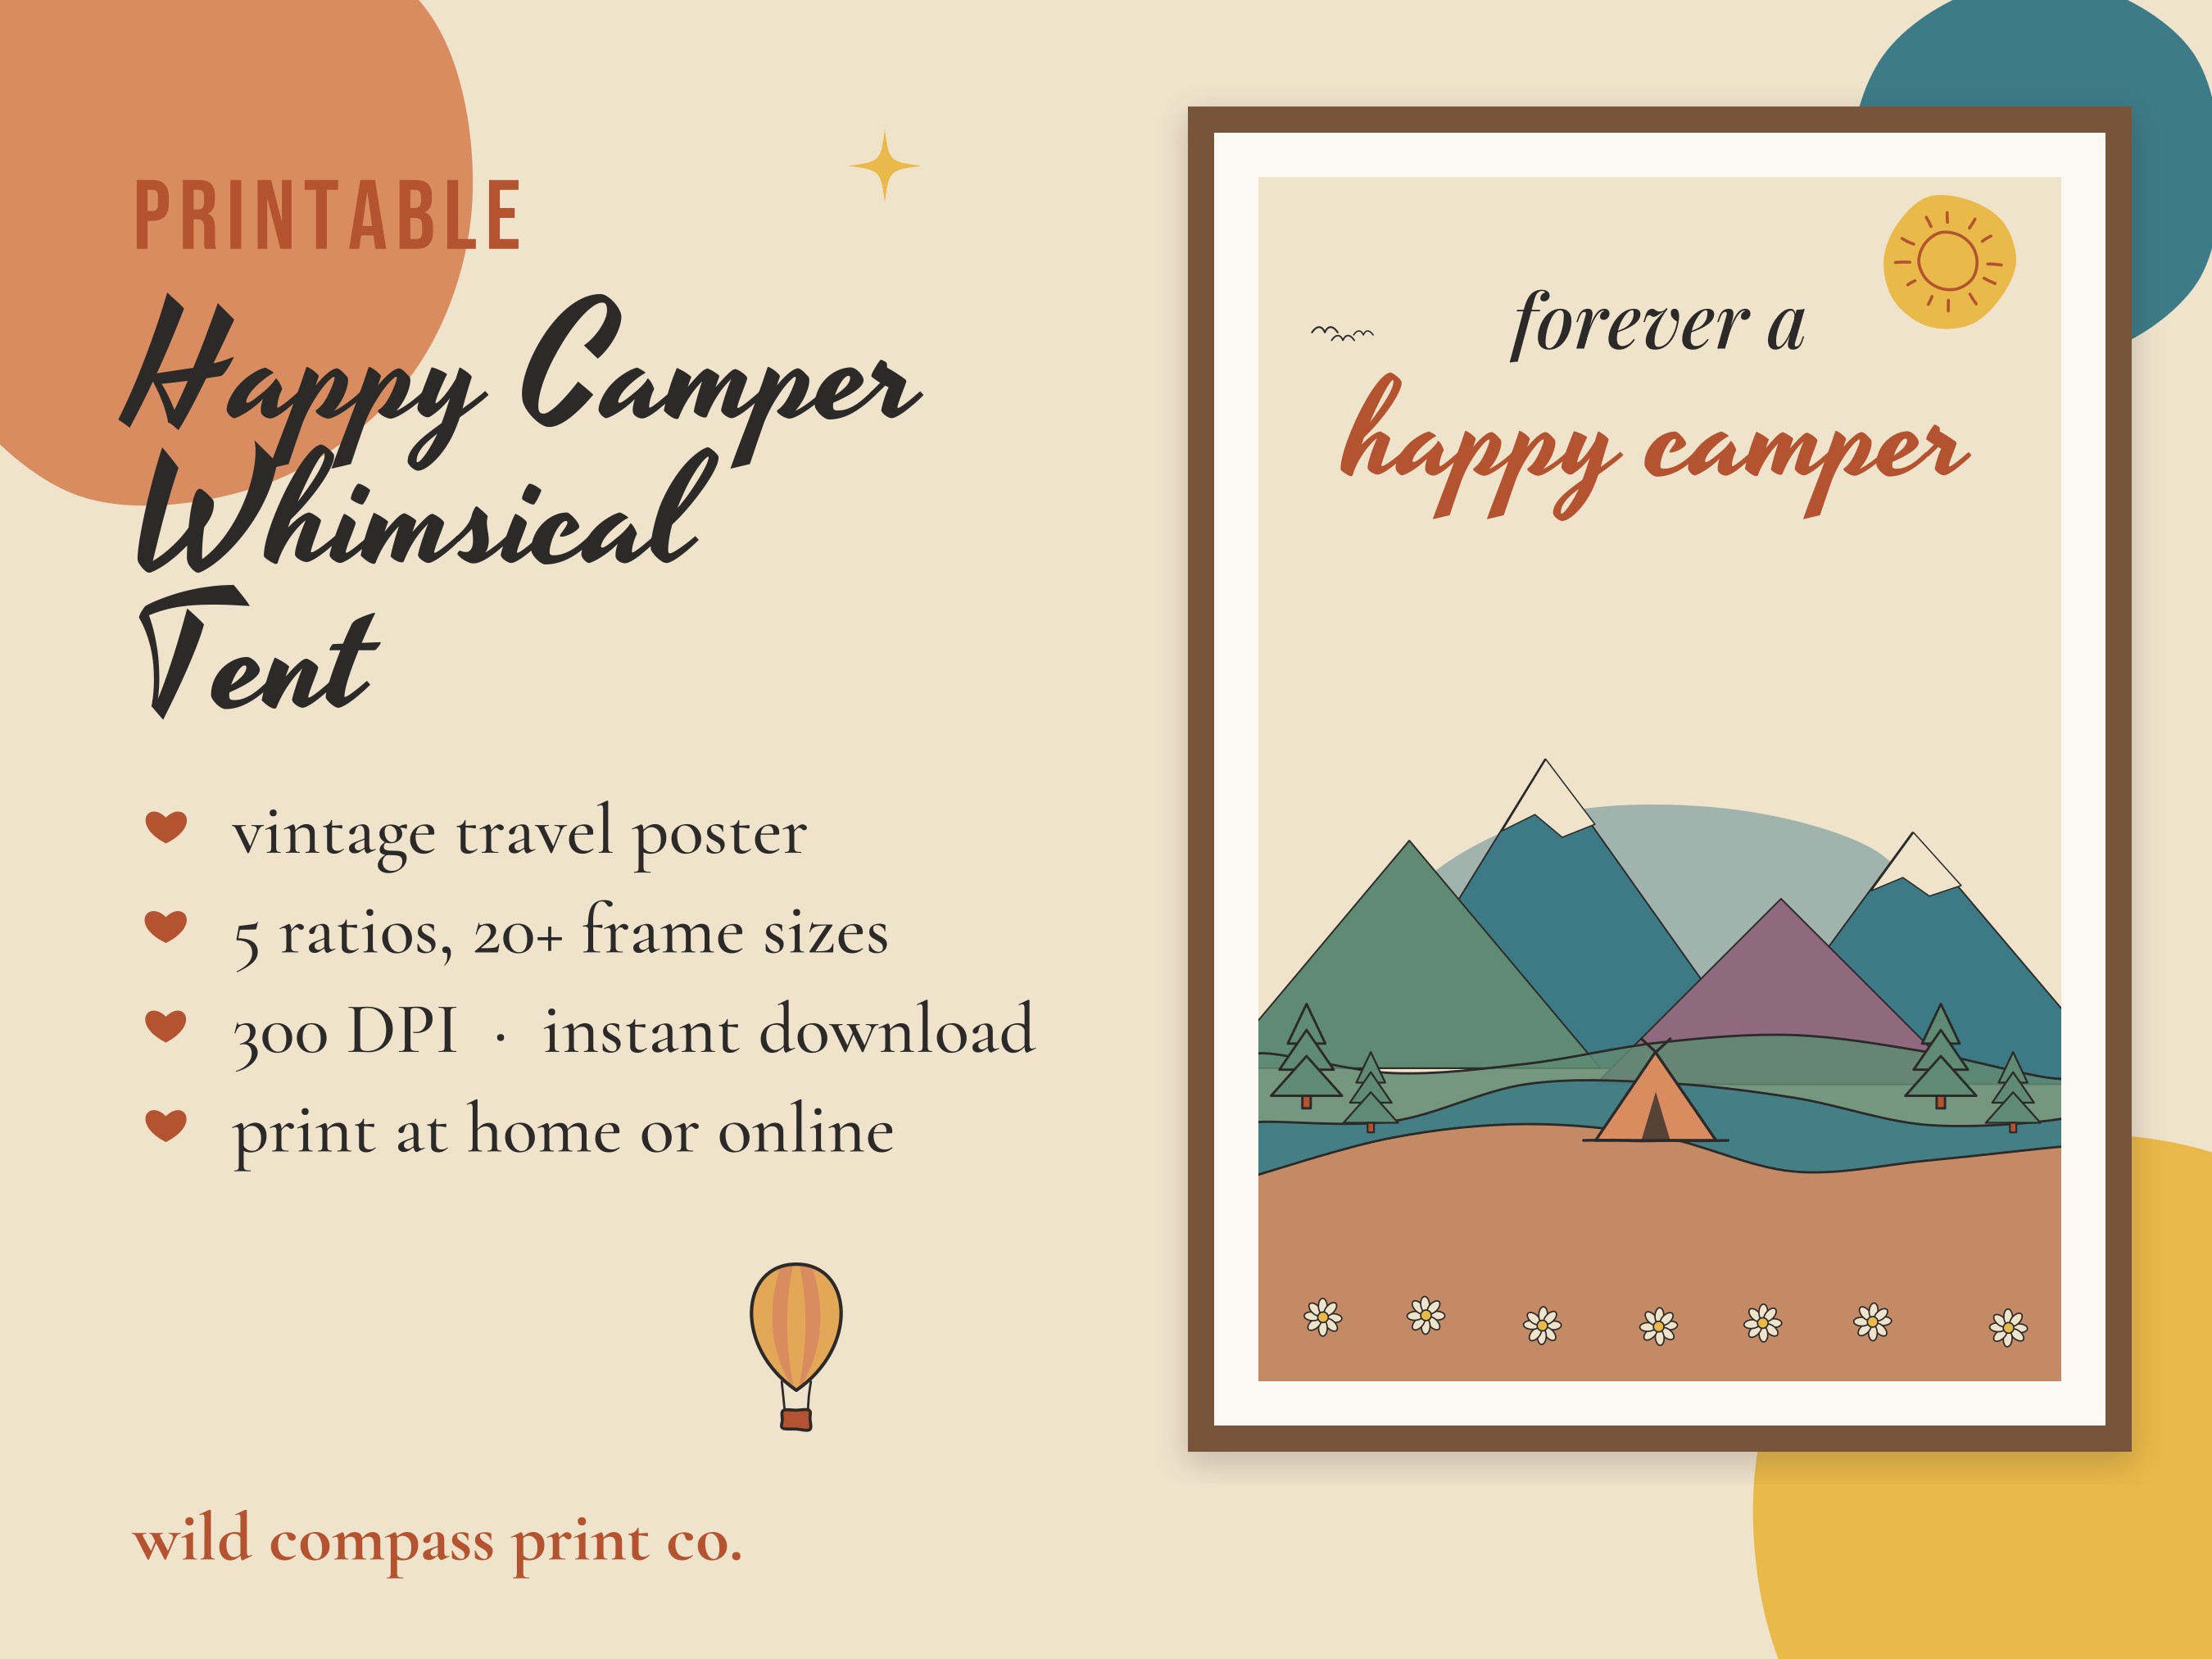 PRINTABLE
Happy Camper
Whimsical
Tent
vintage travel poster
5 ratios, 20+ frame sizes
300 DPI · instant download
print at home or online
wild compass print co.
forever a
happy camper